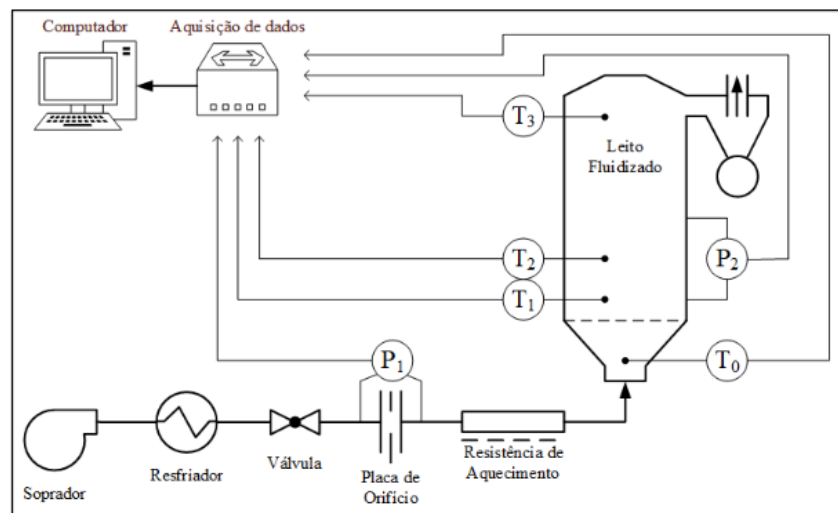 Computador
Aquisição de dados
T3
Leito
Fluidizado
T2
P2
T1
P1
T0
Soprador
Resfriador
Válvula
Placa de
Orifício
Resistência de
Aquecimento